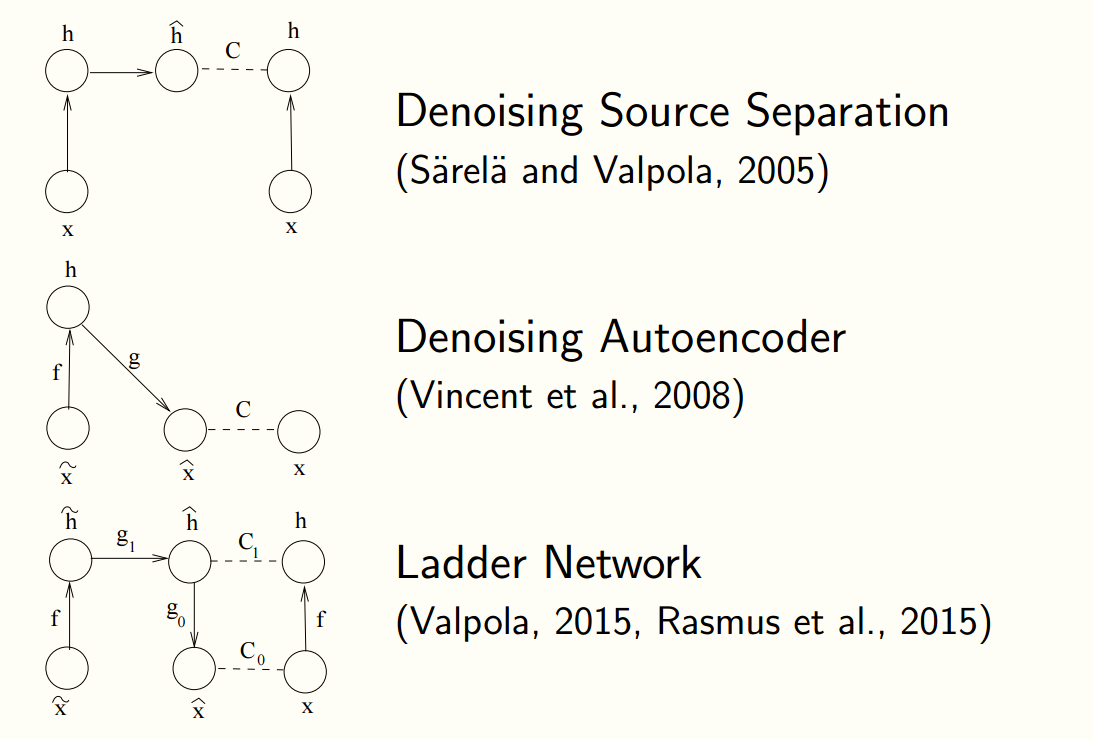 h ĥ h
C
Denoising Source Separation
(Särelä and Valpola, 2005)
x x
h
g
f
Denoising Autoencoder
(Vincent et al., 2008)
C
x̃ x̂ x
h̃ ĥ h
g₁ C₁
Ladder Network
(Valpola, 2015, Rasmus et al., 2015)
f g₀ f
C₀
x̃ x̂ x